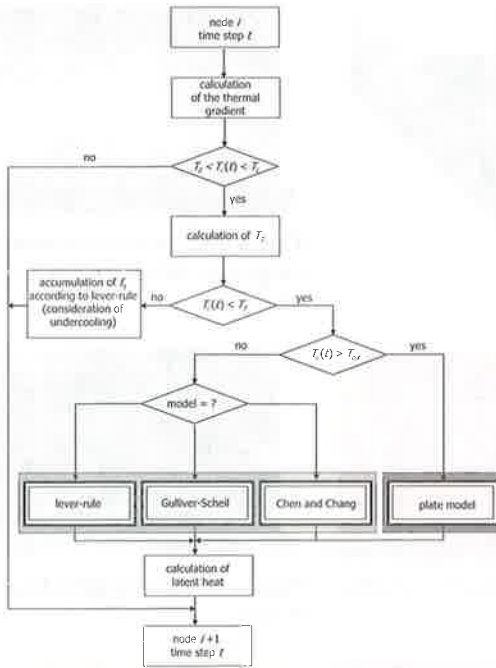 node i
time step t
calculation
of the thermal
gradient
no
yes
calculation of
accumulation of
according to lever-rule
(consideration of
undercooling)
no
yes
no
yes
model = ?
lever-rule
Gulliver-Scheil
Chen and Chang
plate model
calculation of
latent heat
node i+1
time step t